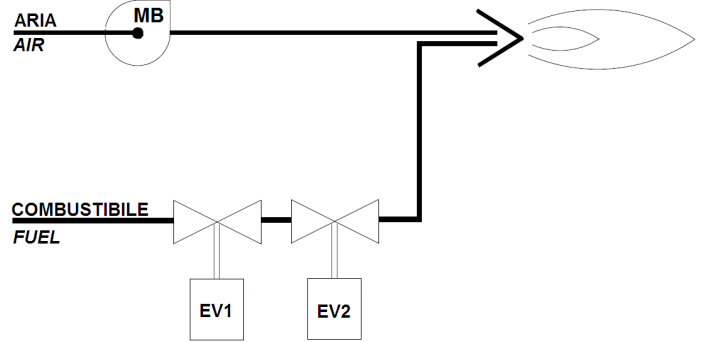 ARIA
AIR
MB
COMBUSTIBILE
FUEL
EV1
EV2